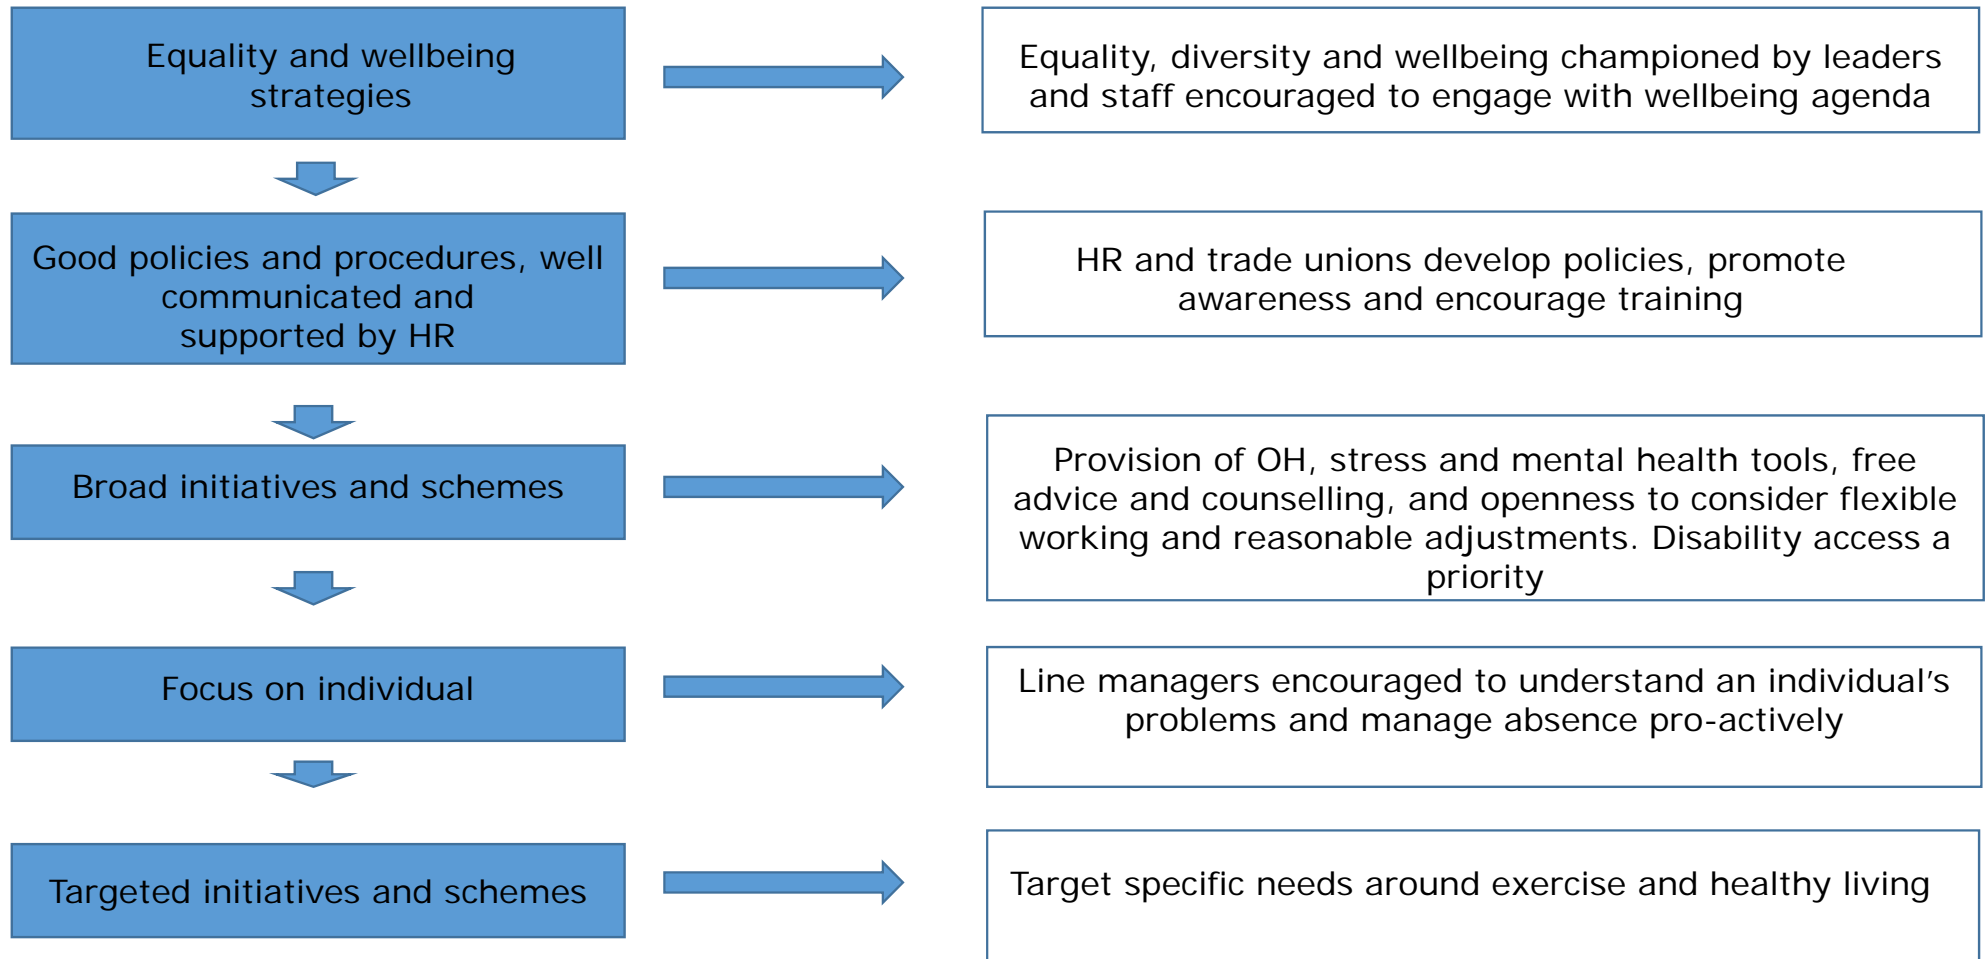 Equality and wellbeing
strategies
Equality, diversity and wellbeing championed by leaders
and staff encouraged to engage with wellbeing agenda
Good policies and procedures, well
communicated and
supported by HR
HR and trade unions develop policies, promote
awareness and encourage training
Broad initiatives and schemes
Provision of OH, stress and mental health tools, free
advice and counselling, and openness to consider flexible
working and reasonable adjustments. Disability access a
priority
Focus on individual
Line managers encouraged to understand an individual's
problems and manage absence pro-actively
Targeted initiatives and schemes
Target specific needs around exercise and healthy living